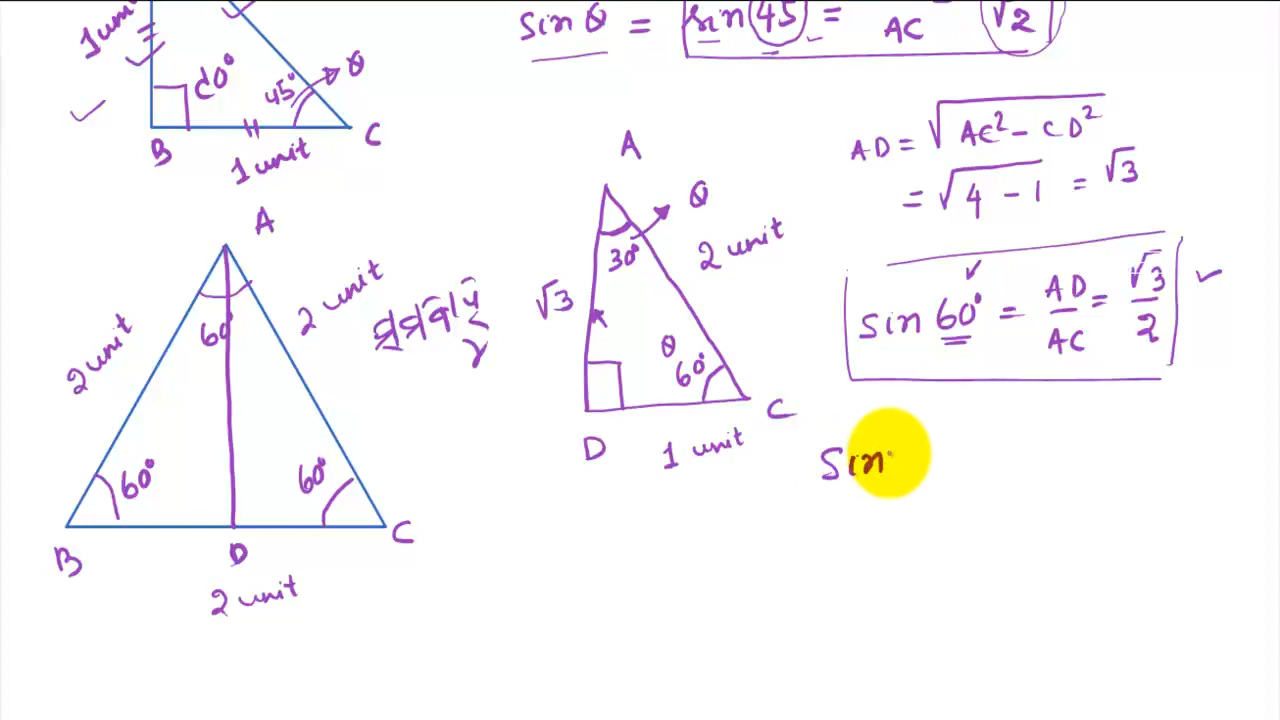 1 unit
90°
45°
θ
B
1 unit
C
sin θ = sin (45 =
AC
√2
A
2 unit
2 unit
60
60°
60°
B
D
C
2 unit
A
θ
30°
2 unit
√3
θ
60°
D
C
1 unit
AD = √AC² - CD²
= √4 - 1 = √3
sin 60° = AD/AC = √3/2
Sin